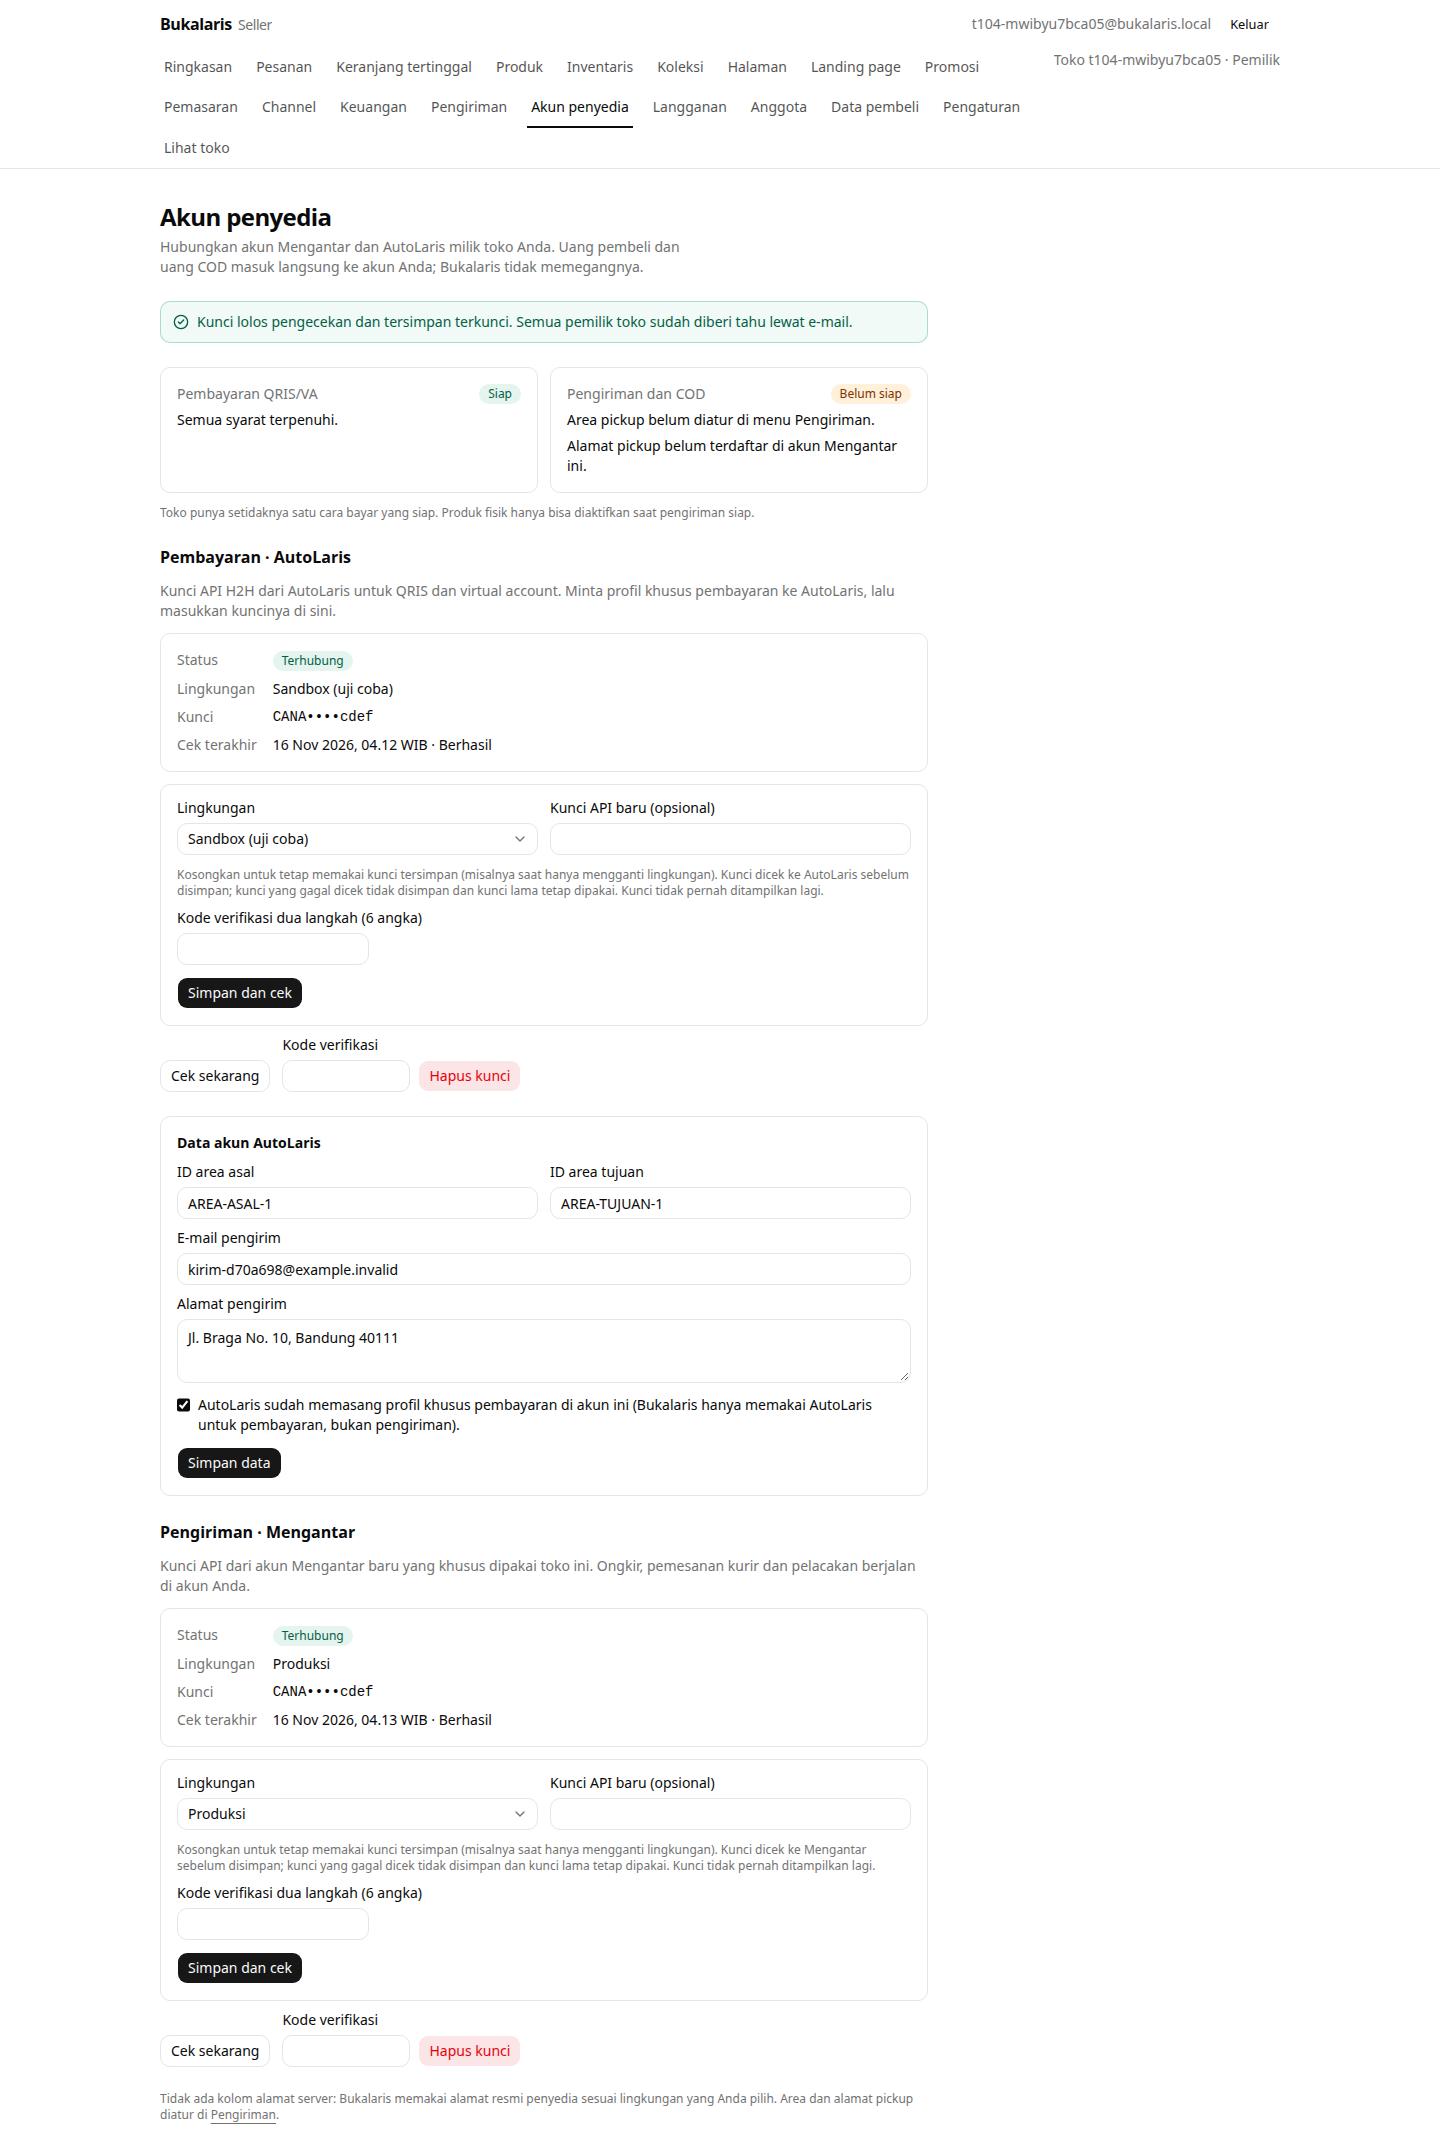 Bukalaris Seller
t104-mwibyu7bca05@bukalaris.local Keluar
Ringkasan Pesanan Keranjang tertinggal Produk Inventaris Koleksi Halaman Landing page Promosi
Toko t104-mwibyu7bca05 · Pemilik
Pemasaran Channel Keuangan Pengiriman Akun penyedia Langganan Anggota Data pembeli Pengaturan
Lihat toko
Akun penyedia
Hubungkan akun Mengantar dan AutoLaris milik toko Anda. Uang pembeli dan
uang COD masuk langsung ke akun Anda; Bukalaris tidak memegangnya.
Kunci lolos pengecekan dan tersimpan terkunci. Semua pemilik toko sudah diberi tahu lewat e-mail.
Pembayaran QRIS/VA Siap
Semua syarat terpenuhi.
Pengiriman dan COD Belum siap
Area pickup belum diatur di menu Pengiriman.
Alamat pickup belum terdaftar di akun Mengantar
ini.
Toko punya setidaknya satu cara bayar yang siap. Produk fisik hanya bisa diaktifkan saat pengiriman siap.
Pembayaran · AutoLaris
Kunci API H2H dari AutoLaris untuk QRIS dan virtual account. Minta profil khusus pembayaran ke AutoLaris, lalu
masukkan kuncinya di sini.
Status Terhubung
Lingkungan Sandbox (uji coba)
Kunci CANA••••cdef
Cek terakhir 16 Nov 2026, 04.12 WIB · Berhasil
Lingkungan Kunci API baru (opsional)
Sandbox (uji coba)
Kosongkan untuk tetap memakai kunci tersimpan (misalnya saat hanya mengganti lingkungan). Kunci dicek ke AutoLaris sebelum
disimpan; kunci yang gagal dicek tidak disimpan dan kunci lama tetap dipakai. Kunci tidak pernah ditampilkan lagi.
Kode verifikasi dua langkah (6 angka)
Simpan dan cek
Kode verifikasi
Cek sekarang Hapus kunci
Data akun AutoLaris
ID area asal ID area tujuan
AREA-ASAL-1 AREA-TUJUAN-1
E-mail pengirim
kirim-d70a698@example.invalid
Alamat pengirim
Jl. Braga No. 10, Bandung 40111
AutoLaris sudah memasang profil khusus pembayaran di akun ini (Bukalaris hanya memakai AutoLaris
untuk pembayaran, bukan pengiriman).
Simpan data
Pengiriman · Mengantar
Kunci API dari akun Mengantar baru yang khusus dipakai toko ini. Ongkir, pemesanan kurir dan pelacakan berjalan
di akun Anda.
Status Terhubung
Lingkungan Produksi
Kunci CANA••••cdef
Cek terakhir 16 Nov 2026, 04.13 WIB · Berhasil
Lingkungan Kunci API baru (opsional)
Produksi
Kosongkan untuk tetap memakai kunci tersimpan (misalnya saat hanya mengganti lingkungan). Kunci dicek ke Mengantar
sebelum disimpan; kunci yang gagal dicek tidak disimpan dan kunci lama tetap dipakai. Kunci tidak pernah ditampilkan lagi.
Kode verifikasi dua langkah (6 angka)
Simpan dan cek
Kode verifikasi
Cek sekarang Hapus kunci
Tidak ada kolom alamat server: Bukalaris memakai alamat resmi penyedia sesuai lingkungan yang Anda pilih. Area dan alamat pickup
diatur di Pengiriman.